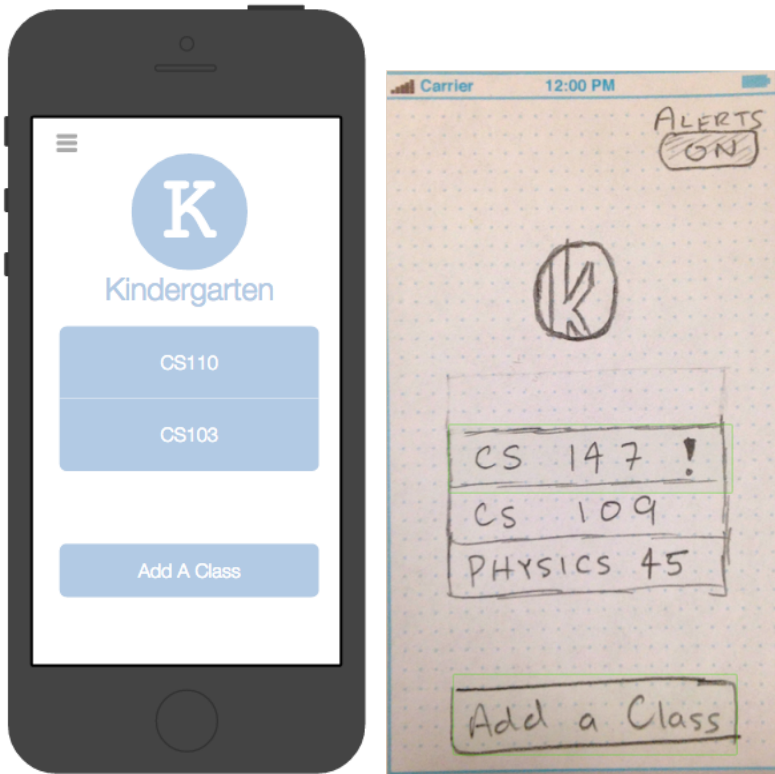 K
Kindergarten
CS110
CS103
Add A Class
Carrier 12:00 PM
ALERTS
ON
K
CS 147 !
CS 109
PHYSICS 45
Add a Class